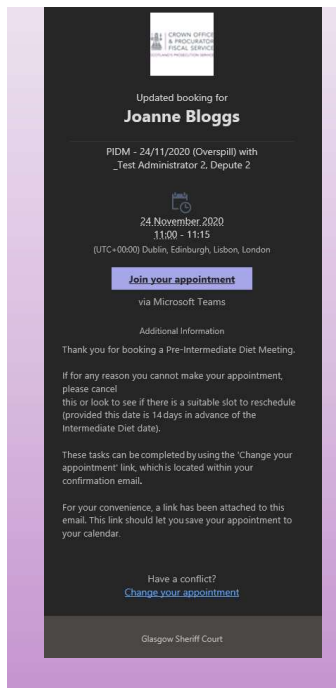 CROWN OFFICE
& PROCURATOR
FISCAL SERVICE
SCOTLAND'S PROSECUTION SERVICE
Updated booking for
Joanne Bloggs
PIDM - 24/11/2020 (Overspill) with
_Test Administrator 2, Depute 2
24 November 2020
11:00 - 11:15
(UTC+00:00) Dublin, Edinburgh, Lisbon, London
Join your appointment
via Microsoft Teams
Additional Information
Thank you for booking a Pre-Intermediate Diet Meeting.
If for any reason you cannot make your appointment,
please cancel
this or look to see if there is a suitable slot to reschedule
(provided this date is 14 days in advance of the
Intermediate Diet date).
These tasks can be completed by using the 'Change your
appointment' link, which is located within your
confirmation email.
For your convenience, a link has been attached to this
email. This link should let you save your appointment to
your calendar.
Have a conflict?
Change your appointment
Glasgow Sheriff Court